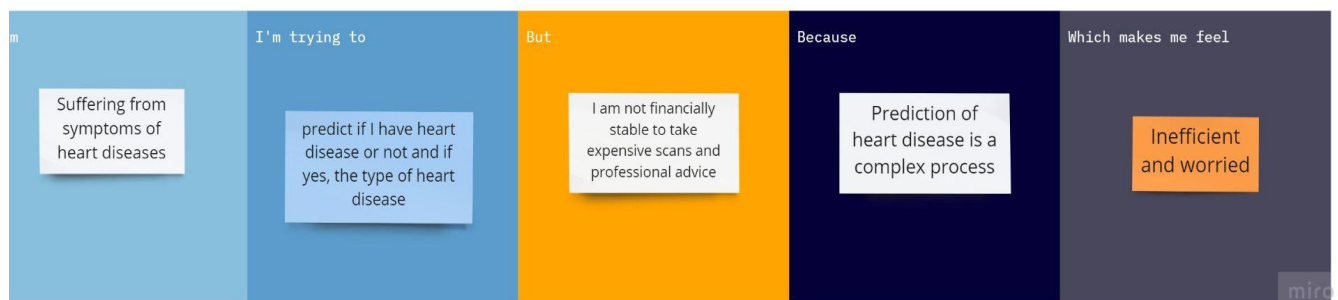 m
Suffering from
symptoms of
heart diseases
I'm trying to
predict if I have heart
disease or not and if
yes, the type of heart
disease
But
I am not financially
stable to take
expensive scans and
professional advice
Because
Prediction of
heart disease is a
complex process
Which makes me feel
Inefficient
and worried
miro